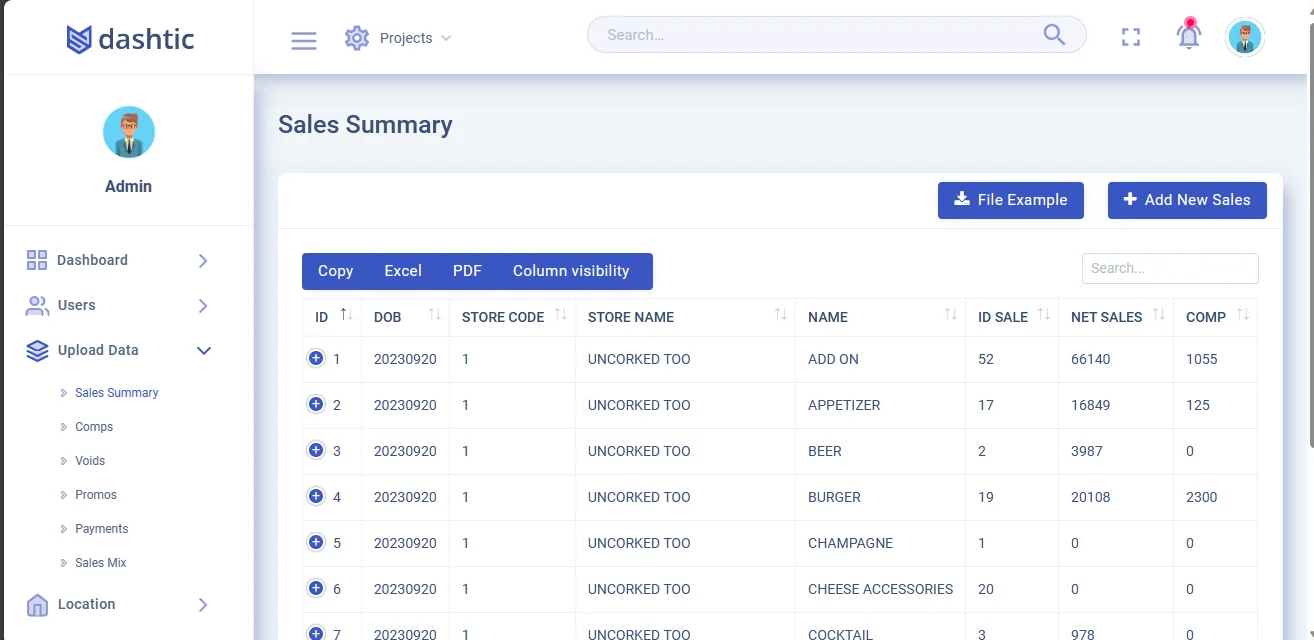 dashtic
Projects
Search...
Admin
Dashboard
Users
Upload Data
Sales Summary
Comps
Voids
Promos
Payments
Sales Mix
Location
Sales Summary
File Example
Add New Sales
Copy Excel PDF Column visibility
Search...
ID DOB STORE CODE STORE NAME NAME ID SALE NET SALES COMP
1 20230920 1 UNCORKED TOO ADD ON 52 66140 1055
2 20230920 1 UNCORKED TOO APPETIZER 17 16849 125
3 20230920 1 UNCORKED TOO BEER 2 3987 0
4 20230920 1 UNCORKED TOO BURGER 19 20108 2300
5 20230920 1 UNCORKED TOO CHAMPAGNE 1 0 0
6 20230920 1 UNCORKED TOO CHEESE ACCESSORIES 20 0 0
7 20230920 1 UNCORKED TOO COCKTAIL 3 978 0